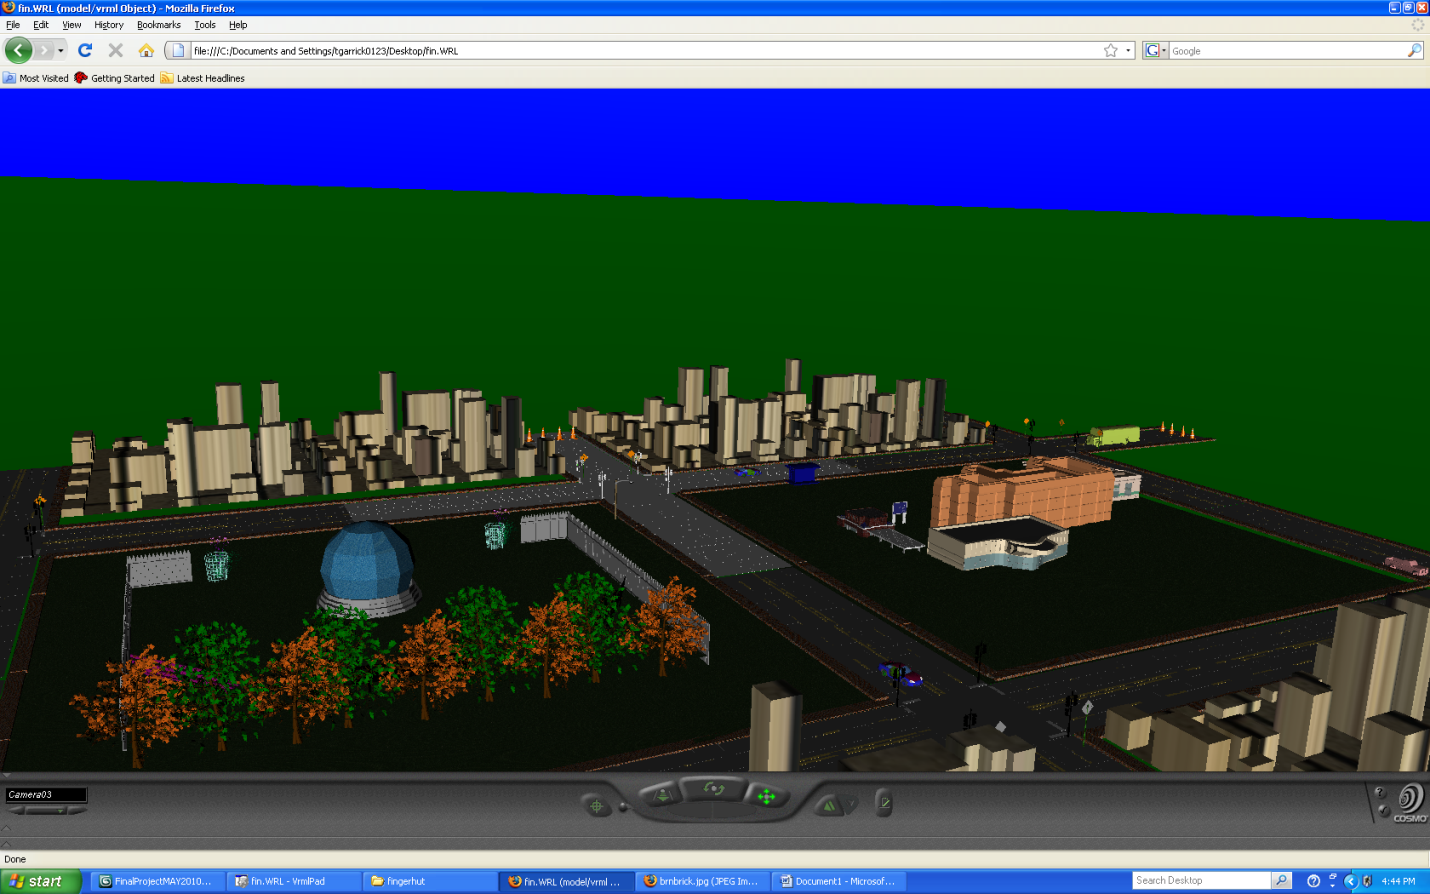 fin.WRL (model/vrml Object) - Mozilla Firefox
File Edit View History Bookmarks Tools Help
file:///C:/Documents and Settings/tgarrick0123/Desktop/fin.WRL
G Google
Most Visited Getting Started Latest Headlines
Camera03
COSMO
Done
start FinalProjectMAY2010... fin.WRL - VrmlPad fingerhut fin.WRL (model/vrml ... brnbrick.jpg (JPEG Im... Document1 - Microsof... Search Desktop 4:44 PM